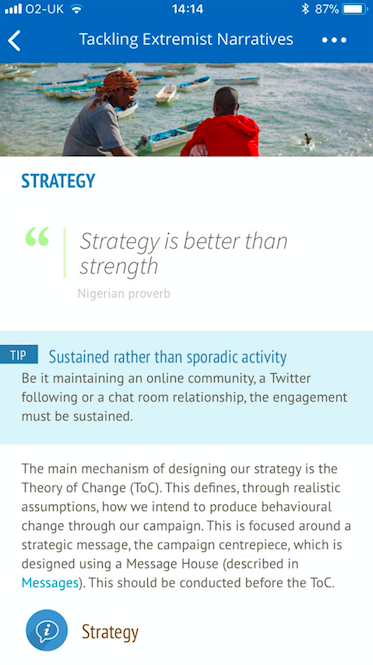 O2-UK 14:14 87%
Tackling Extremist Narratives
STRATEGY
“ Strategy is better than
strength
Nigerian proverb
TIP Sustained rather than sporadic activity
Be it maintaining an online community, a Twitter
following or a chat room relationship, the engagement
must be sustained.
The main mechanism of designing our strategy is the
Theory of Change (ToC). This defines, through realistic
assumptions, how we intend to produce behavioural
change through our campaign. This is focused around a
strategic message, the campaign centrepiece, which is
designed using a Message House (described in
Messages). This should be conducted before the ToC.
i Strategy